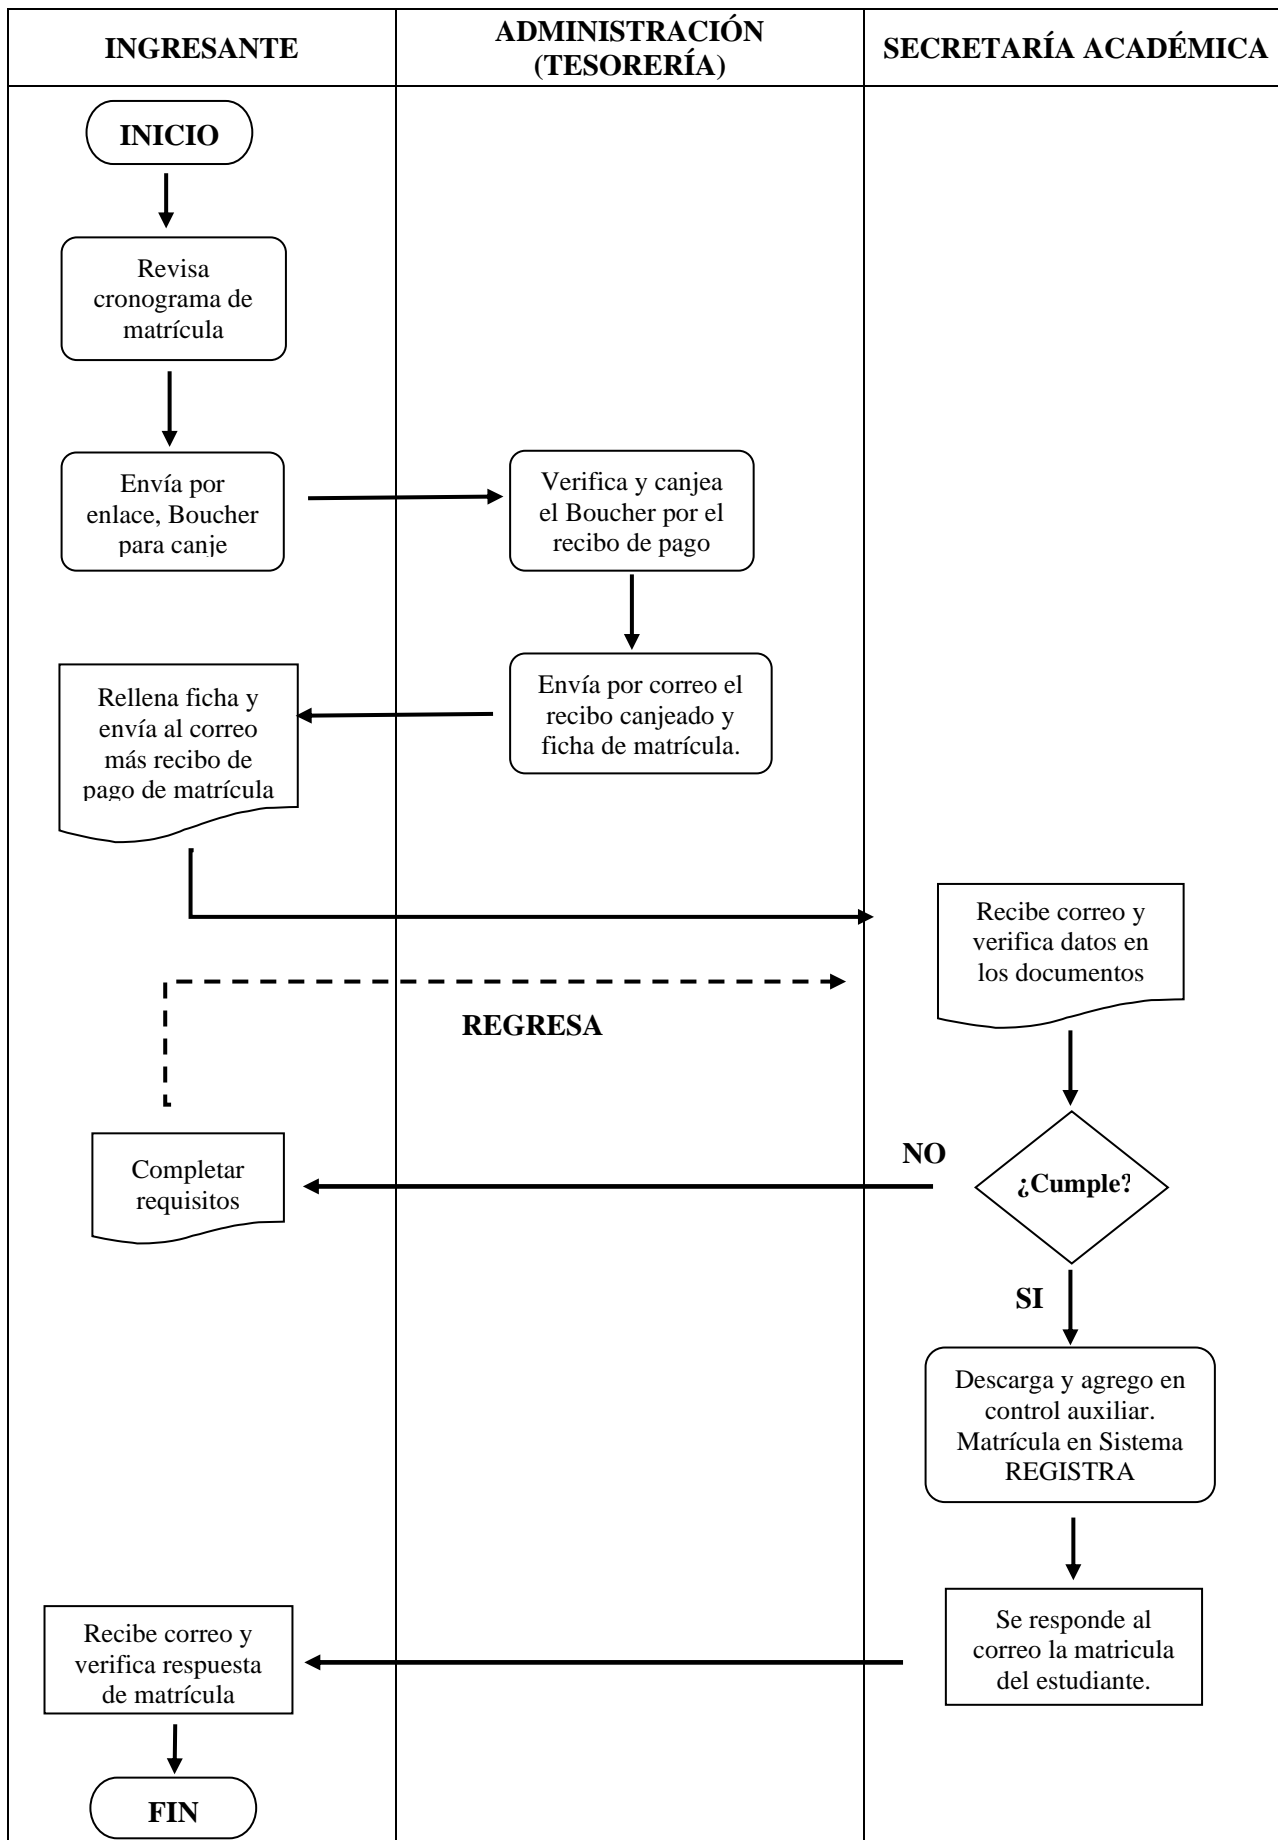 INGRESANTE
ADMINISTRACIÓN
(TESORERÍA)
SECRETARÍA ACADÉMICA
INICIO
Revisa
cronograma de
matrícula
Envía por
enlace, Boucher
para canje
Verifica y canjea
el Boucher por el
recibo de pago
Envía por correo el
recibo canjeado y
ficha de matrícula.
Rellena ficha y
envía al correo
más recibo de
pago de matrícula
Recibe correo y
verifica datos en
los documentos
REGRESA
NO
¿Cumple?
Completar
requisitos
SI
Descarga y agrego en
control auxiliar.
Matrícula en Sistema
REGISTRA
Se responde al
correo la matricula
del estudiante.
Recibe correo y
verifica respuesta
de matrícula
FIN